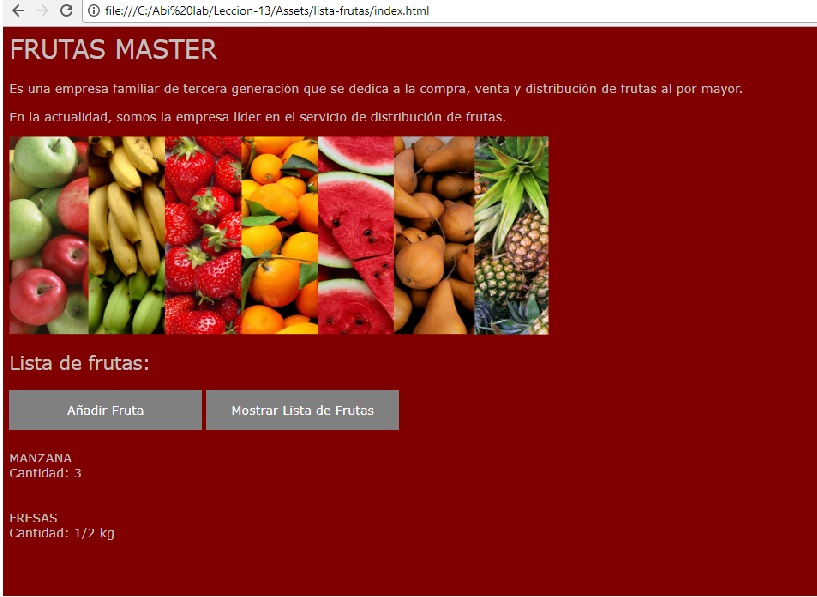 file:///C:/Abi%20lab/Leccion-13/Assets/lista-frutas/index.html
FRUTAS MASTER
Es una empresa familiar de tercera generación que se dedica a la compra, venta y distribución de frutas al por mayor.
En la actualidad, somos la empresa líder en el servicio de distribución de frutas.
Lista de frutas:
Añadir Fruta Mostrar Lista de Frutas
MANZANA
Cantidad: 3
FRESAS
Cantidad: 1/2 kg